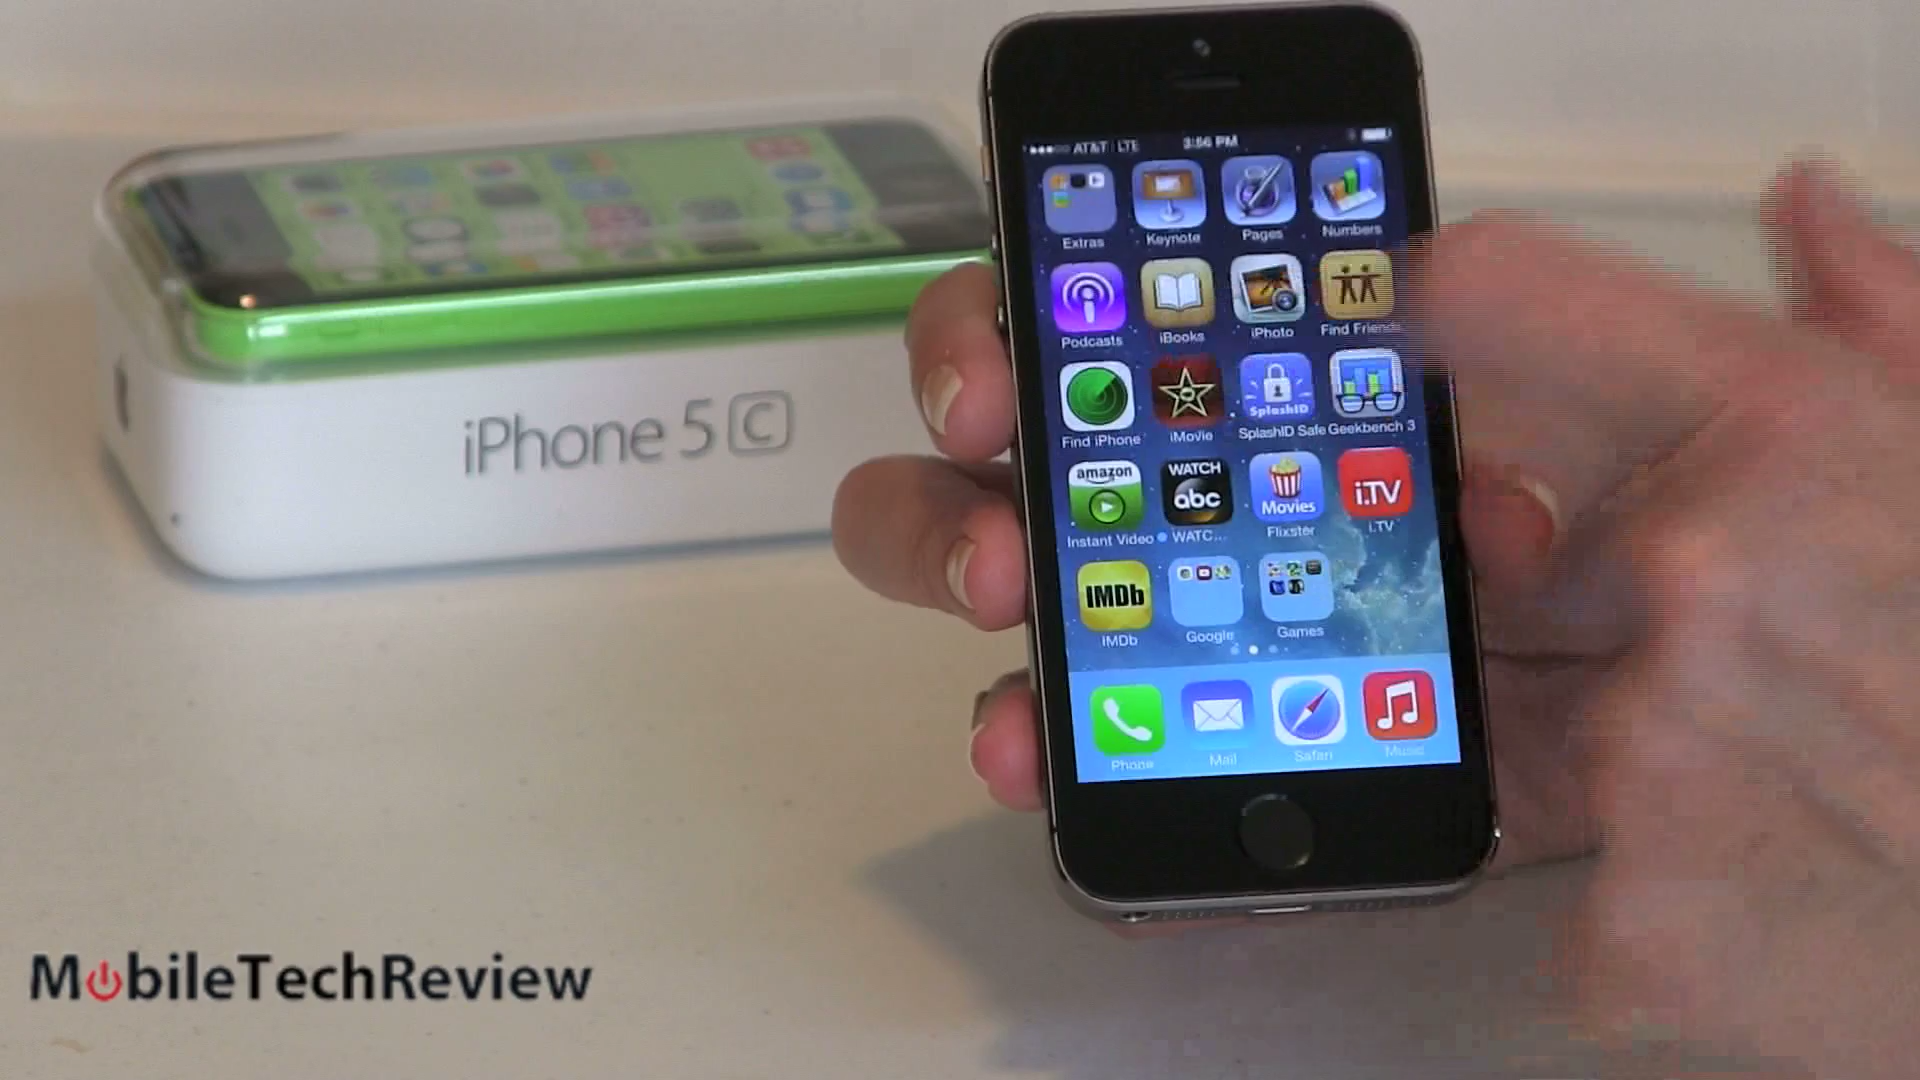 AT&T LTE 3:56 PM
Extras Keynote Pages Numbers
Podcasts iBooks iPhoto Find Friends
SplashID
Find iPhone iMovie SplashID Safe Geekbench 3
amazon WATCH abc Movies i.TV
Instant Video WATC... Flixster i.TV
IMDb
IMDb Google Games
Phone Mail Safari Music
iPhone 5C
MobileTechReview